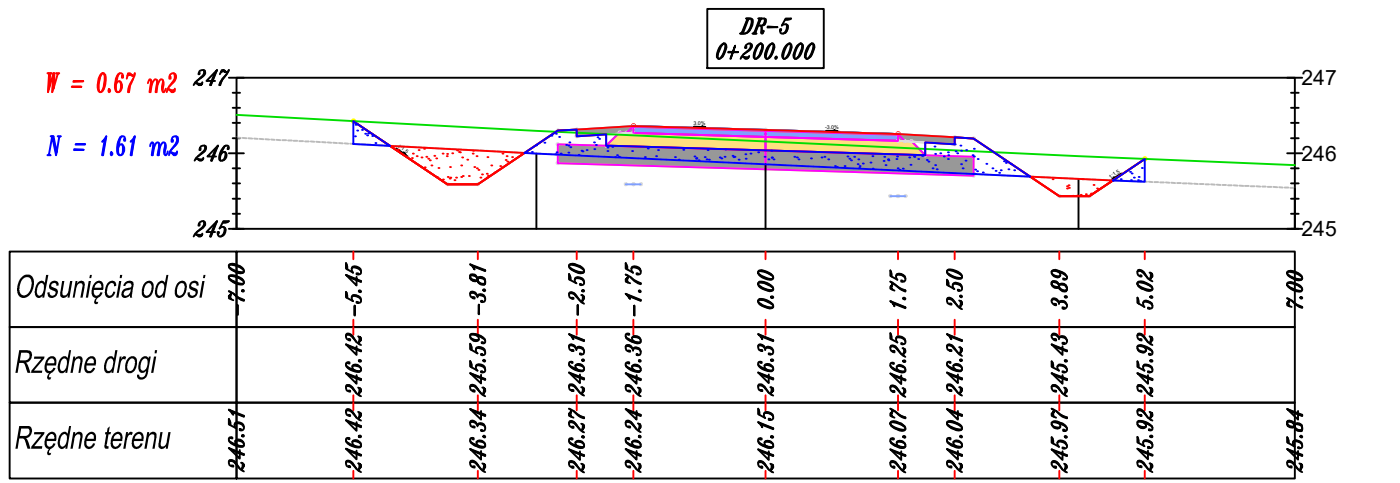 DR-5
0+200.000
W = 0.67 m2
N = 1.61 m2
247 247
246 246
245 245
3.0% -3.0%
Odsunięcia od osi -7.00 -5.45 -3.81 -2.50 -1.75 0.00 1.75 2.50 3.89 5.02 7.00
Rzędne drogi 246.42 245.59 246.31 246.36 246.31 246.25 246.21 245.43 245.92
Rzędne terenu 246.51 246.42 246.34 246.27 246.24 246.15 246.07 246.04 245.97 245.92 245.84